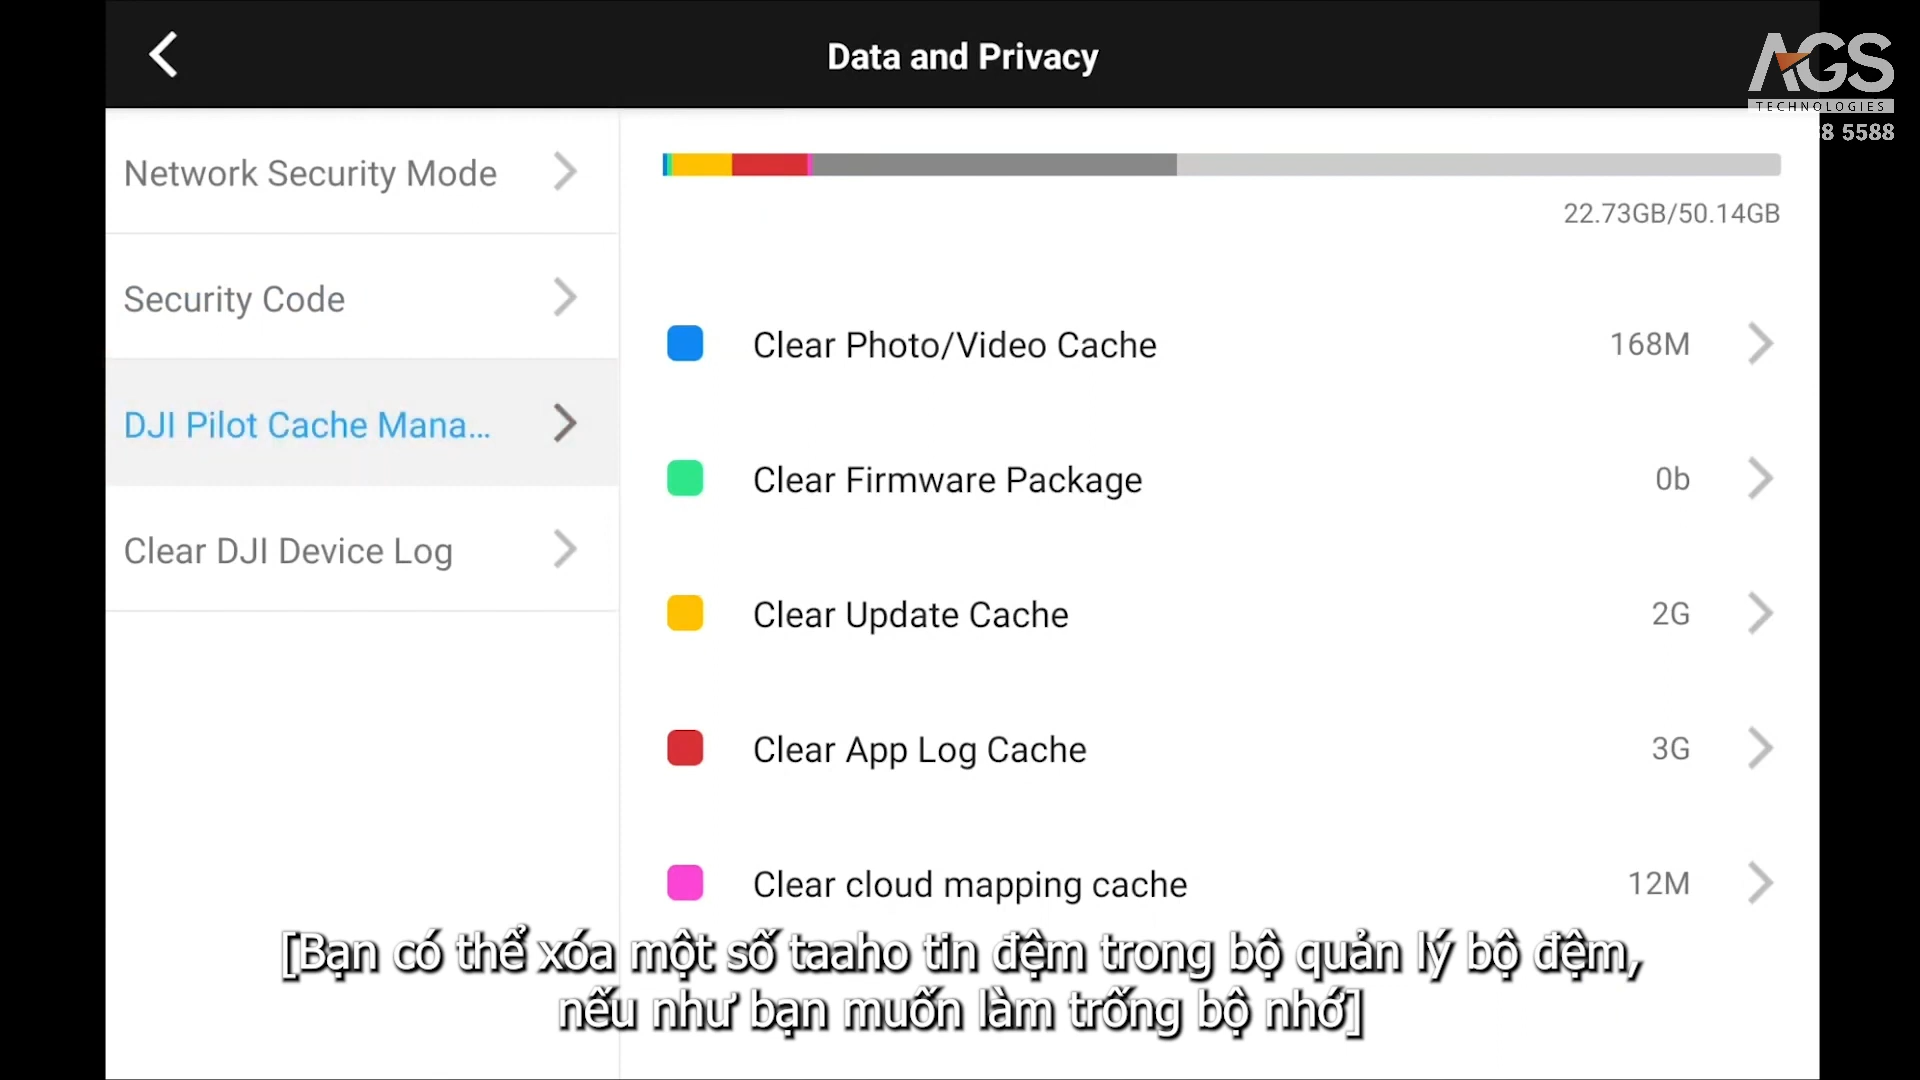 Data and Privacy
AGS
TECHNOLOGIES
8 5588
Network Security Mode
Security Code
DJI Pilot Cache Mana...
Clear DJI Device Log
22.73GB/50.14GB
Clear Photo/Video Cache 168M
Clear Firmware Package 0b
Clear Update Cache 2G
Clear App Log Cache 3G
Clear cloud mapping cache 12M
[Bạn có thể xóa một số taaho tin đệm trong bộ quản lý bộ đệm,
nếu như bạn muốn làm trống bộ nhớ]